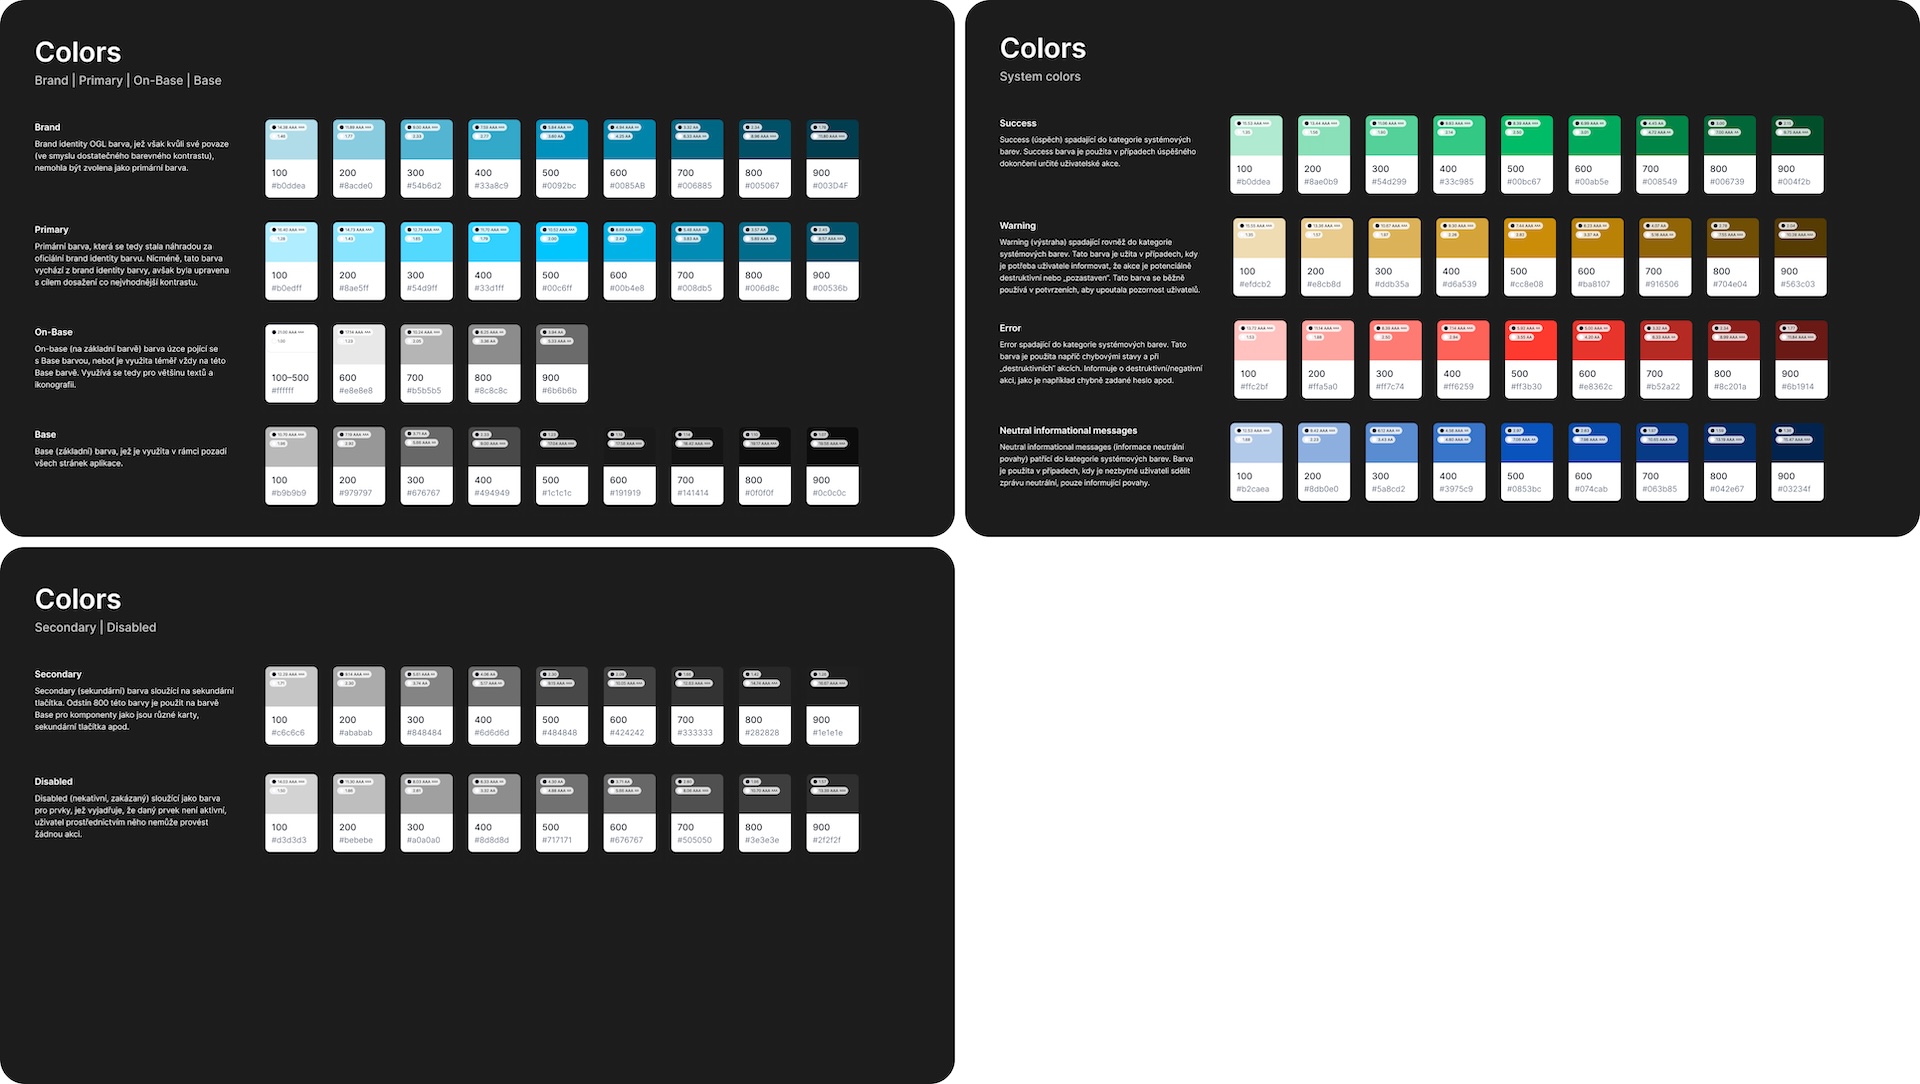 Colors
Brand | Primary | On-Base | Base
Brand
Brand identity OGL barva, jež však kvůli své povaze
(ve smyslu dostatečného barevného kontrastu),
nemohla být zvolena jako primární barva.
100 200 300 400 500 600 700 800 900
#b0ddea #8acde0 #54b6d2 #33a8c9 #0092bc #0085AB #006885 #005067 #003D4F
Primary
Primární barva, která se tedy stala náhradou za
oficiální brand identity barvu. Nicméně, tato barva
vychází z brand identity barvy, avšak byla upravena
s cílem dosažení co nejvhodnější kontrastu.
100 200 300 400 500 600 700 800 900
#b0edff #8ae5ff #54d9ff #33d1ff #00c6ff #00b4e8 #008db5 #006d8c #00536b
On-Base
On-base (na základní barvě) barva úzce pojící se
s Base barvou, neboť je využita téměř vždy na této
Base barvě. Využívá se tedy pro většinu textů a
ikonografii.
100–500 600 700 800 900
#ffffff #e8e8e8 #b5b5b5 #8c8c8c #6b6b6b
Base
Base (základní) barva, jež je využita v rámci pozadí
všech stránek aplikace.
100 200 300 400 500 600 700 800 900
#b9b9b9 #979797 #676767 #494949 #1c1c1c #191919 #141414 #0f0f0f #0c0c0c
Colors
System colors
Success
Success (úspěch) spadající do kategorie systémových
barev. Success barva je použita v případech úspěšného
dokončení určité uživatelské akce.
100 200 300 400 500 600 700 800 900
#b0ddea #8ae0b9 #54d299 #33c985 #00bc67 #00ab5e #008549 #006739 #004f2b
Warning
Warning (výstraha) spadající rovněž do kategorie
systémových barev. Tato barva je užita v případech, kdy
je potřeba uživatele informovat, že akce je potenciálně
destruktivní nebo „pozastaven". Tato barva se běžně
používá v potvrzeních, aby upoutala pozornost uživatelů.
100 200 300 400 500 600 700 800 900
#efdcb2 #e8cb8d #ddb35a #d6a539 #cc8e08 #ba8107 #916506 #704e04 #563c03
Error
Error spadající do kategorie systémových barev. Tato
barva je použita napříč chybovými stavy a při
„destruktivních" akcích. Informuje o destruktivní/negativní
akci, jako je například chybně zadané heslo apod.
100 200 300 400 500 600 700 800 900
#ffc2bf #ffa5a0 #ff7c74 #ff6259 #ff3b30 #e8362c #b52a22 #8c201a #6b1914
Neutral informational messages
Neutral informational messages (informace neutrální
povahy) patřící do kategorie systémových barev. Barva
je použita v případech, kdy je nezbytné uživateli sdělit
zprávu neutrální, pouze informující povahy.
100 200 300 400 500 600 700 800 900
#b2caea #8db0e0 #5a8cd2 #3975c9 #0853bc #074cab #063b85 #042e67 #03234f
Colors
Secondary | Disabled
Secondary
Secondary (sekundární) barva sloužící na sekundární
tlačítka. Odstín 800 této barvy je použit na barvě
Base pro komponenty jako jsou různé karty,
sekundární tlačítka apod.
100 200 300 400 500 600 700 800 900
#c6c6c6 #ababab #848484 #6d6d6d #484848 #424242 #333333 #282828 #1e1e1e
Disabled
Disabled (nekativní, zakázaný) sloužící jako barva
pro prvky, jež vyjadřuje, že daný prvek není aktivní,
uživatel prostřednictvím něho nemůže provést
žádnou akci.
100 200 300 400 500 600 700 800 900
#d3d3d3 #bebebe #a0a0a0 #8d8d8d #717171 #676767 #505050 #3e3e3e #2f2f2f